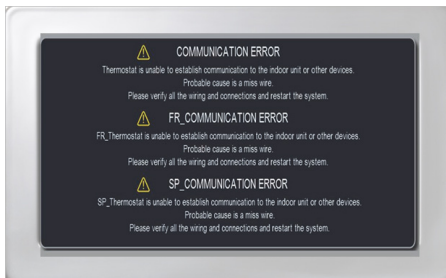 COMMUNICATION ERROR
Thermostat is unable to establish communication to the indoor unit or other devices.
Probable cause is a miss wire.
Please verify all the wiring and connections and restart the system.
FR_COMMUNICATION ERROR
FR_Thermostat is unable to establish communication to the indoor unit or other devices.
Probable cause is a miss wire.
Please verify all the wiring and connections and restart the system.
SP_COMMUNICATION ERROR
SP_Thermostat is unable to establish communication to the indoor unit or other devices.
Probable cause is a miss wire.
Please verify all the wiring and connections and restart the system.